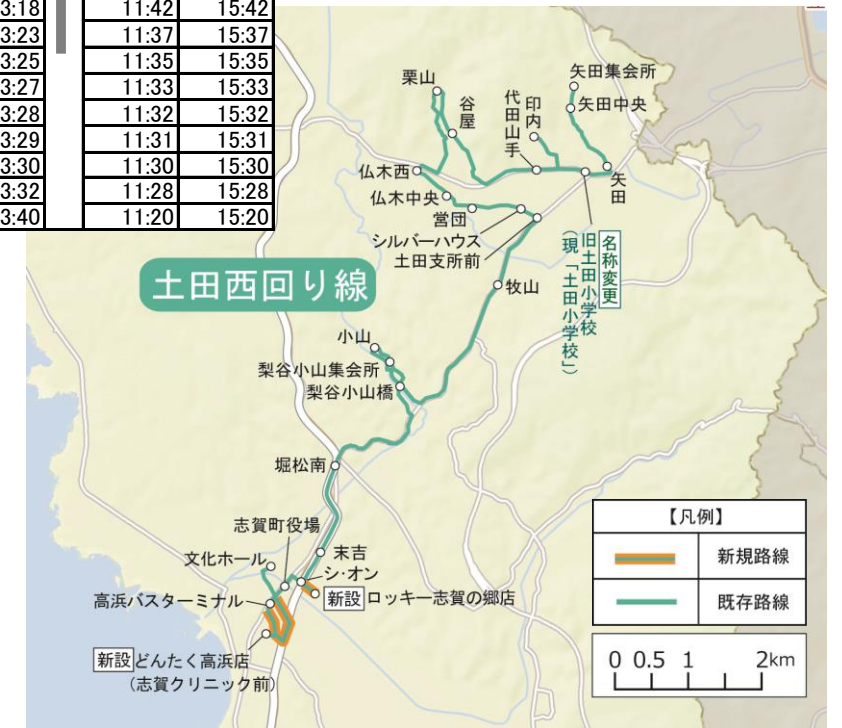 3:18 11:42 15:42
3:23 11:37 15:37
3:25 11:35 15:35
3:27 11:33 15:33
3:28 11:32 15:32
3:29 11:31 15:31
3:30 11:30 15:30
3:32 11:28 15:28
3:40 11:20 15:20
土田西回り線
矢田集会所
矢田中央
栗山
谷屋
代田山手
印内
矢田
仏木西
仏木中央
営団
シルバーハウス
土田支所前
名称変更
旧土田小学校
(現「土田小学校」)
牧山
小山
梨谷小山集会所
梨谷小山橋
堀松南
志賀町役場
末吉
文化ホール
シ・オン
高浜バスターミナル
新設 ロッキー志賀の郷店
新設 どんたく高浜店
(志賀クリニック前)
【凡例】
新規路線
既存路線
0 0.5 1 2km